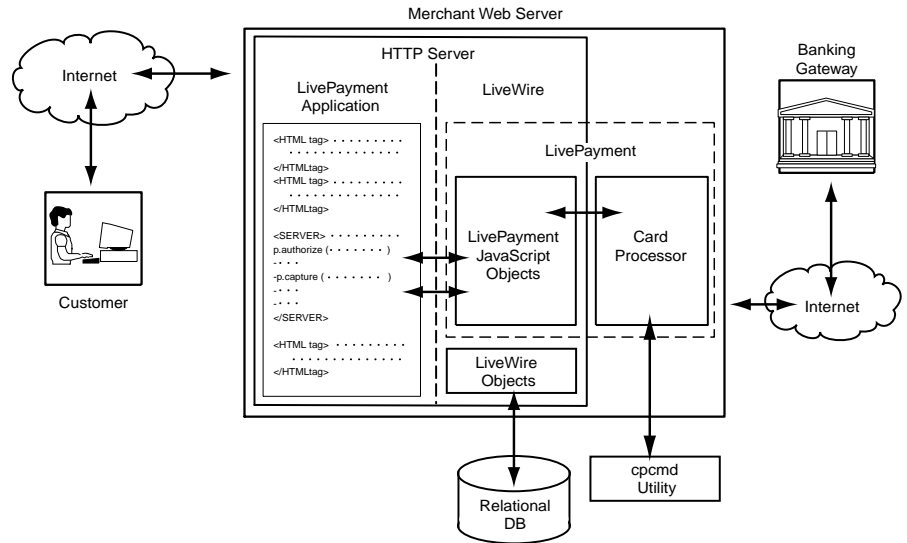 Merchant Web Server
HTTP Server
Internet
Customer
LivePayment
Application
<HTML tag> · · · · · · · · ·
· · · · · · · · · · · · · ·
</HTMLtag>
<HTML tag> · · · · · · · · ·
· · · · · · · · · · · · · ·
</HTMLtag>
<SERVER> · · · · · · · · ·
p.authorize ( · · · · · · · )
- · · ·
-p.capture ( · · · · · · · )
- · · ·
- · · ·
</SERVER>
<HTML tag> · · · · · · · · ·
· · · · · · · · · · · · · ·
</HTMLtag>
LiveWire
LivePayment
LivePayment
JavaScript
Objects
Card
Processor
LiveWire
Objects
Relational
DB
cpcmd
Utility
Banking
Gateway
Internet